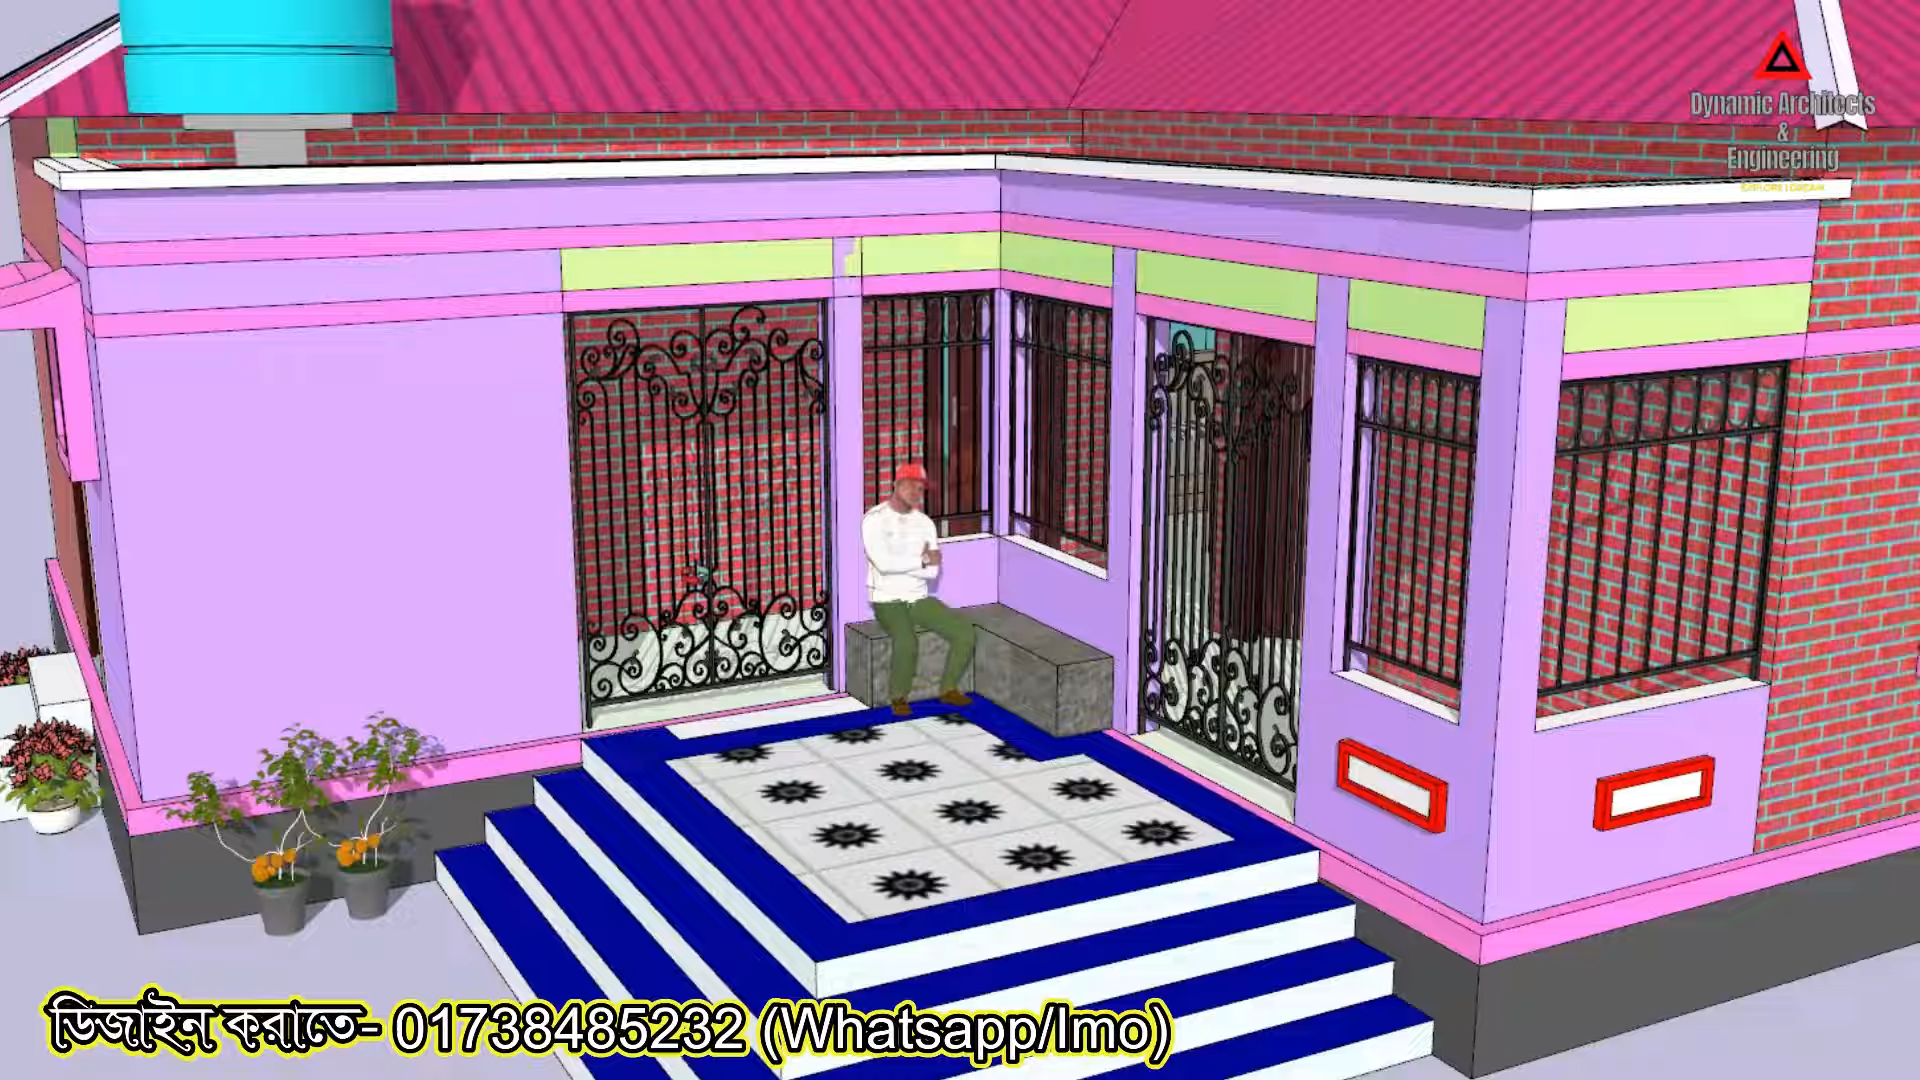 Dynamic Architects
&
Engineering
ডিজাইন করাতে- 01738485232 (Whatsapp/Imo)